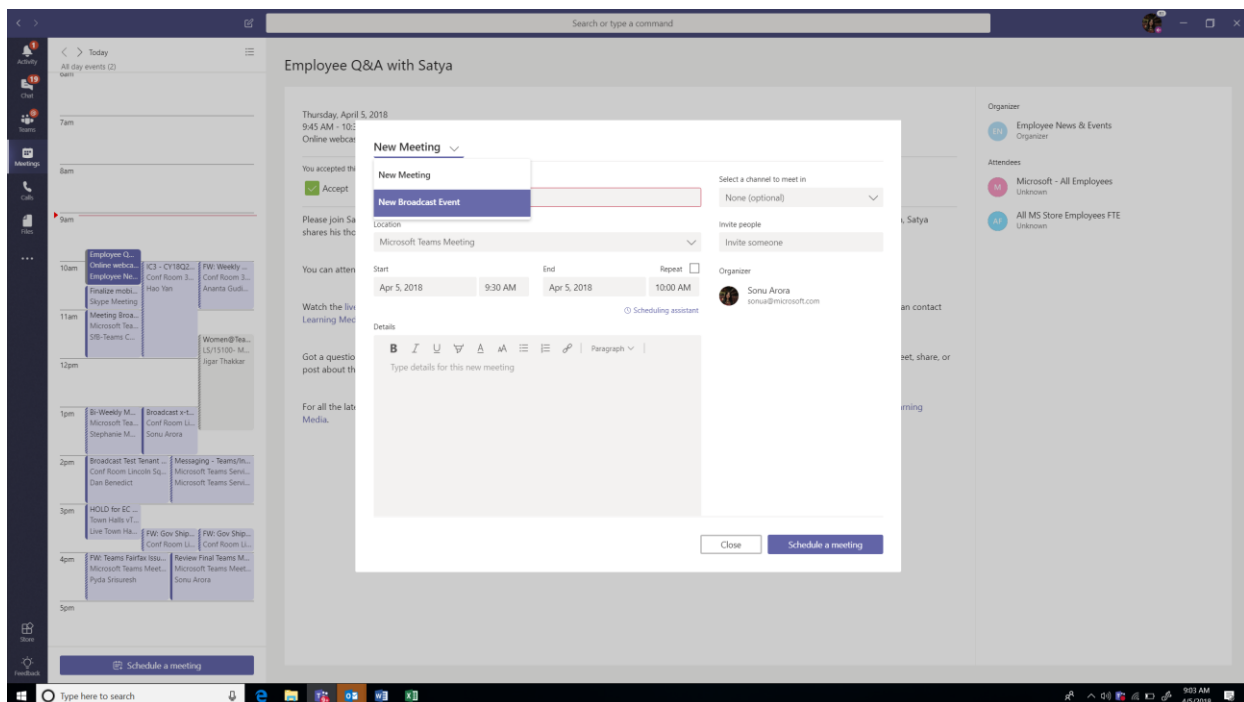 Search or type a command
Activity
1
Chat
19
Teams
Meetings
Calls
Files
Store
Feedback
Today
All day events (2)
6am
7am
8am
9am
10am
11am
12pm
1pm
2pm
3pm
4pm
5pm
Employee Q...
Online webca...
Employee Ne...
IC3 - CY18Q2...
Conf Room 3...
Hao Yan
FW: Weekly ...
Conf Room 3...
Ananta Gudi...
Finalize mobi...
Skype Meeting
Meeting Broa...
Microsoft Tea...
SfB-Teams C...
Women@Tea...
LS/15100- M...
Jigar Thakkar
Bi-Weekly M...
Microsoft Tea...
Stephanie M...
Broadcast x-t...
Conf Room Li...
Sonu Arora
Broadcast Test Tenant ...
Conf Room Lincoln Sq...
Dan Benedict
Messaging - Teams/In...
Microsoft Teams Servi...
Microsoft Teams Servi...
HOLD for EC ...
Town Halls vT...
Live Town Ha...
FW: Gov Ship...
Conf Room Li...
FW: Gov Ship...
Conf Room Li...
FW: Teams Fairfax Issu...
Microsoft Teams Meet...
Pyda Srisuresh
Review Final Teams M...
Microsoft Teams Meet...
Sonu Arora
Schedule a meeting
Employee Q&A with Satya
Thursday, April 5, 2018
9:45 AM - 10:3
Online webcas
You accepted thi
Accept
Please join Sa
, Satya
shares his tho
You can atten
Watch the live
an contact
Learning Med
Got a questio
eet, share, or
post about th
For all the late
arning
Media.
Organizer
EN
Employee News & Events
Organizer
Attendees
M
Microsoft - All Employees
Unknown
AF
All MS Store Employees FTE
Unknown
New Meeting
New Meeting
New Broadcast Event
Location
Microsoft Teams Meeting
Start
End
Repeat
Apr 5, 2018
9:30 AM
Apr 5, 2018
10:00 AM
Scheduling assistant
Details
B I U A AA Paragraph
Type details for this new meeting
Select a channel to meet in
None (optional)
Invite people
Invite someone
Organizer
Sonu Arora
sonua@microsoft.com
Close
Schedule a meeting
Type here to search
9:03 AM
4/5/2018